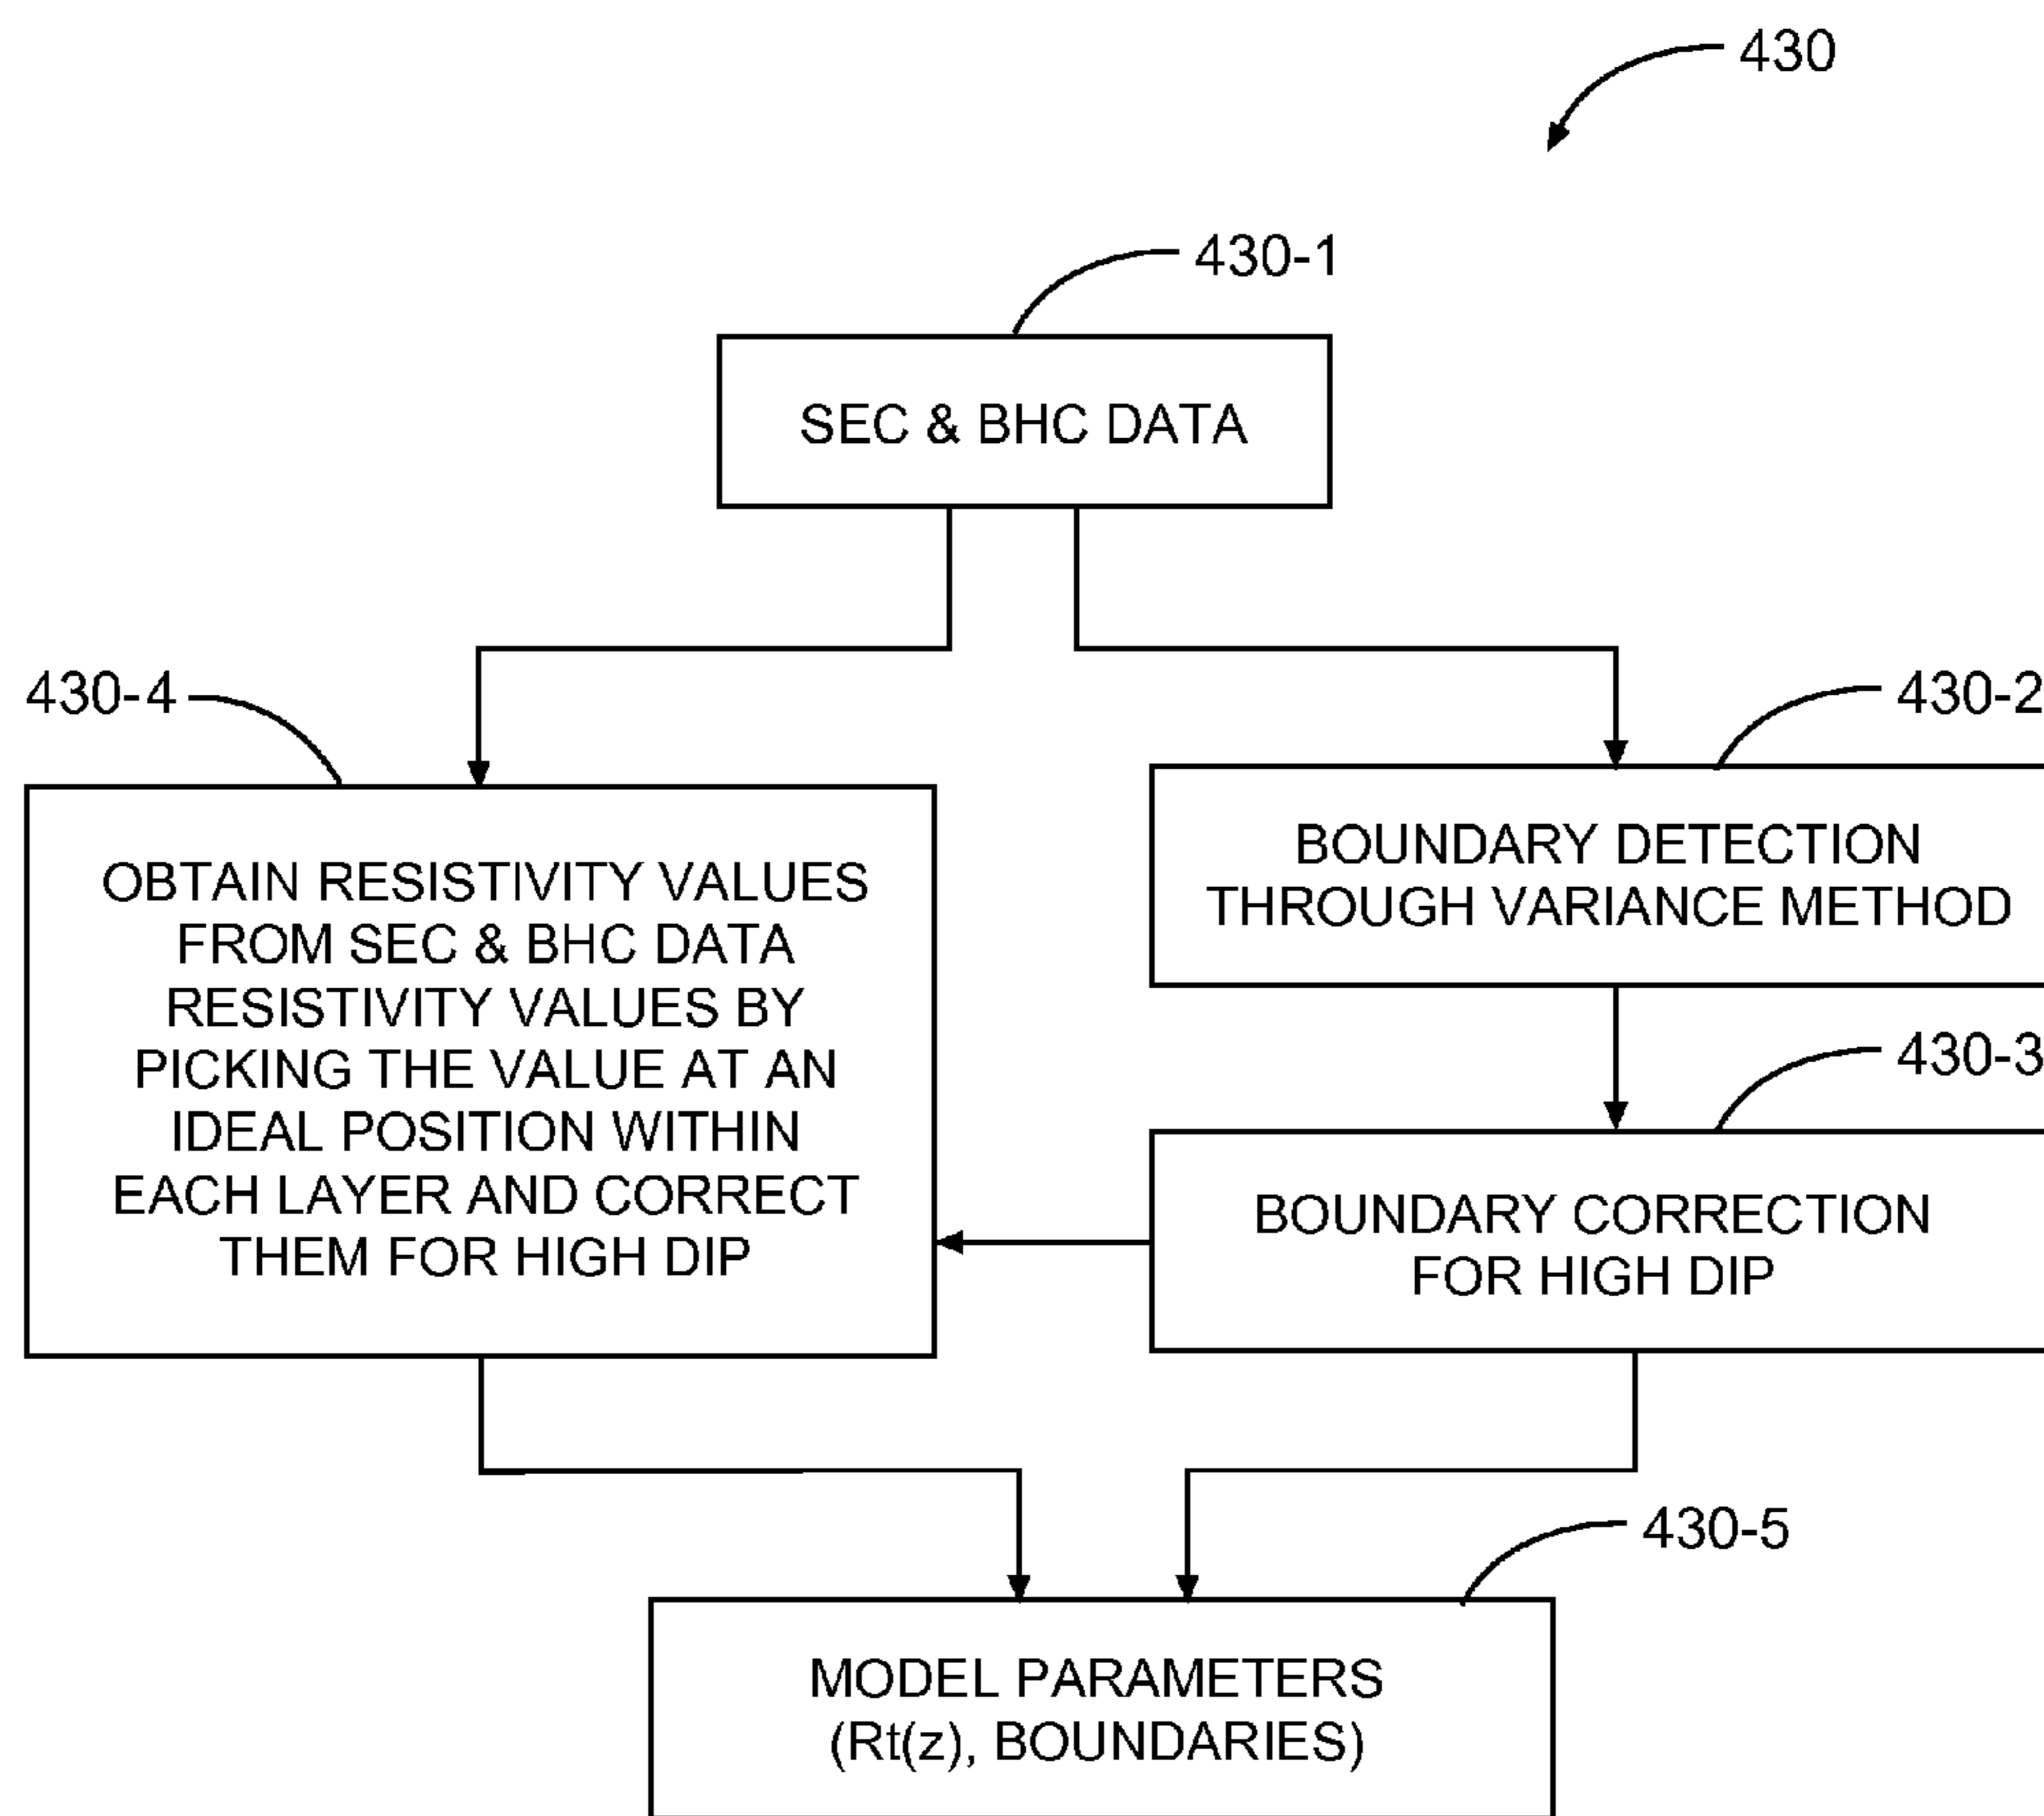 430
430-1
SEC & BHC DATA
430-4
430-2
OBTAIN RESISTIVITY VALUES
FROM SEC & BHC DATA
RESISTIVITY VALUES BY
PICKING THE VALUE AT AN
IDEAL POSITION WITHIN
EACH LAYER AND CORRECT
THEM FOR HIGH DIP
BOUNDARY DETECTION
THROUGH VARIANCE METHOD
430-3
BOUNDARY CORRECTION
FOR HIGH DIP
430-5
MODEL PARAMETERS
(Rt(z), BOUNDARIES)